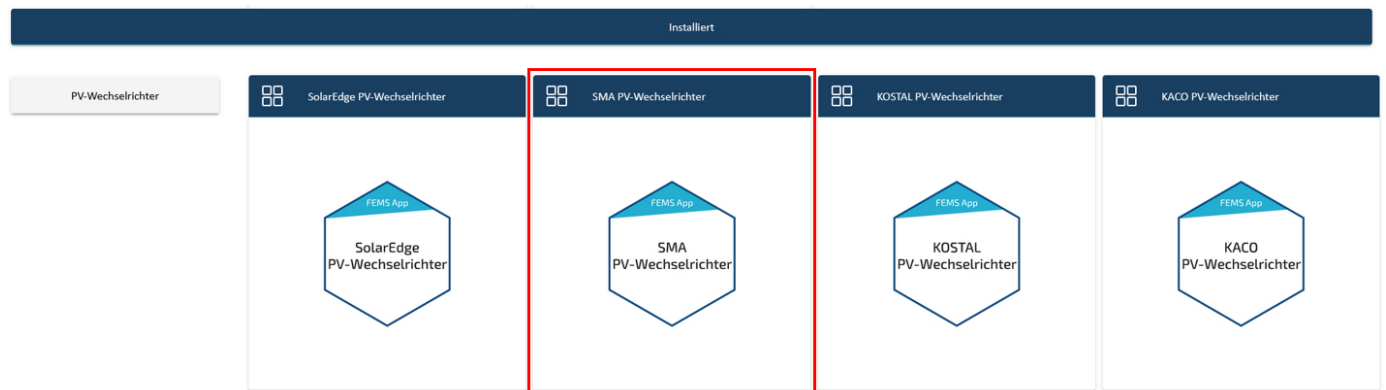 Installiert
PV-Wechselrichter
SolarEdge PV-Wechselrichter
SMA PV-Wechselrichter
KOSTAL PV-Wechselrichter
KACO PV-Wechselrichter
FEMS App
SolarEdge
PV-Wechselrichter
FEMS App
SMA
PV-Wechselrichter
FEMS App
KOSTAL
PV-Wechselrichter
FEMS App
KACO
PV-Wechselrichter